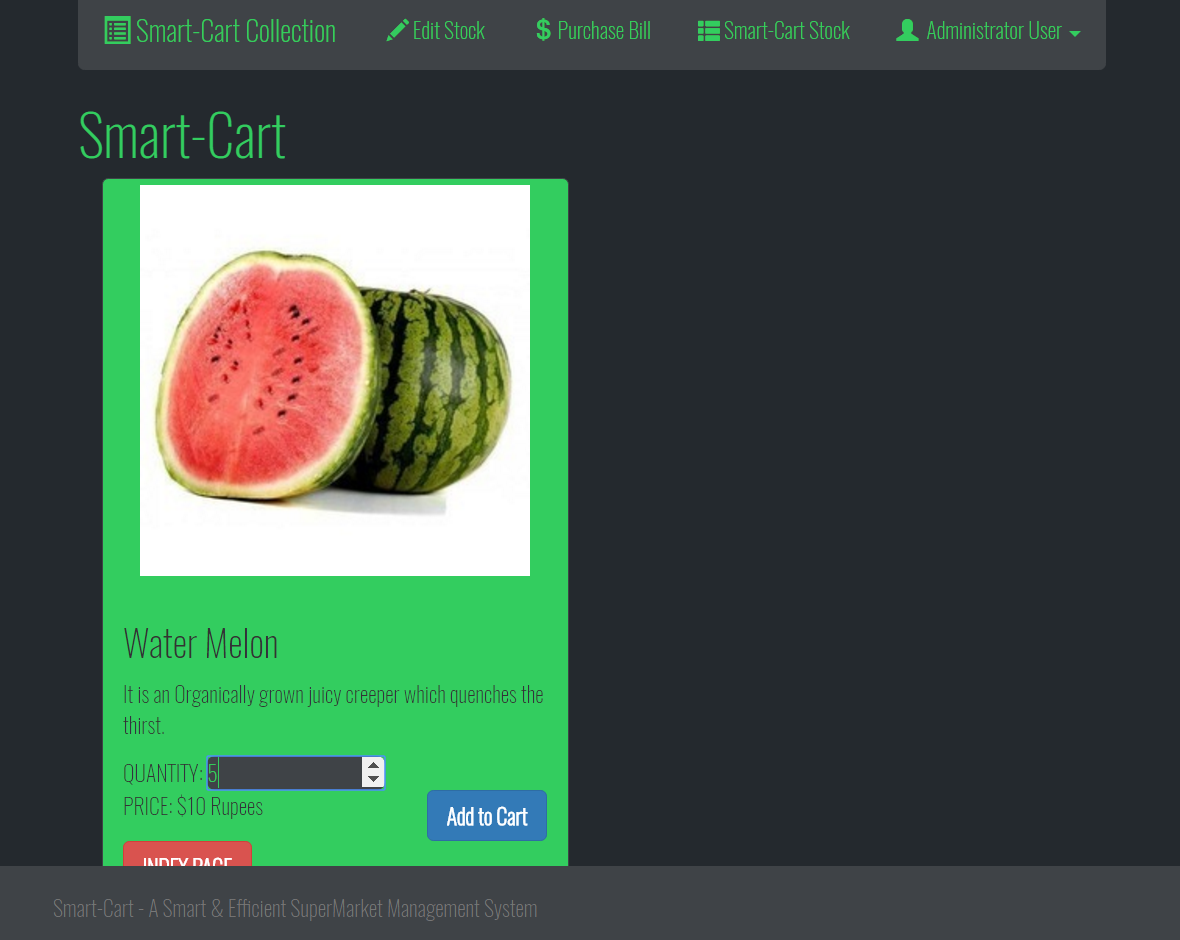 Smart-Cart Collection Edit Stock $ Purchase Bill Smart-Cart Stock Administrator User
Smart-Cart
Water Melon
It is an Organically grown juicy creeper which quenches the
thirst.
QUANTITY: 5
PRICE: $10 Rupees
Add to Cart
INDEX PAGE
Smart-Cart - A Smart & Efficient SuperMarket Management System